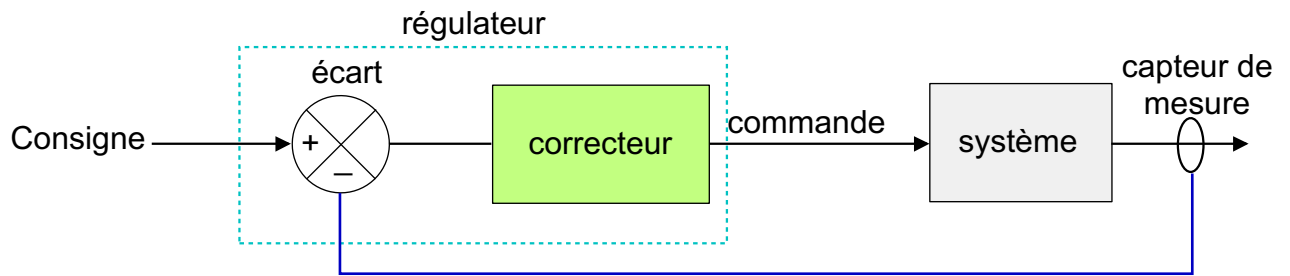 régulateur
écart
Consigne
+
–
correcteur
commande
système
capteur de
mesure